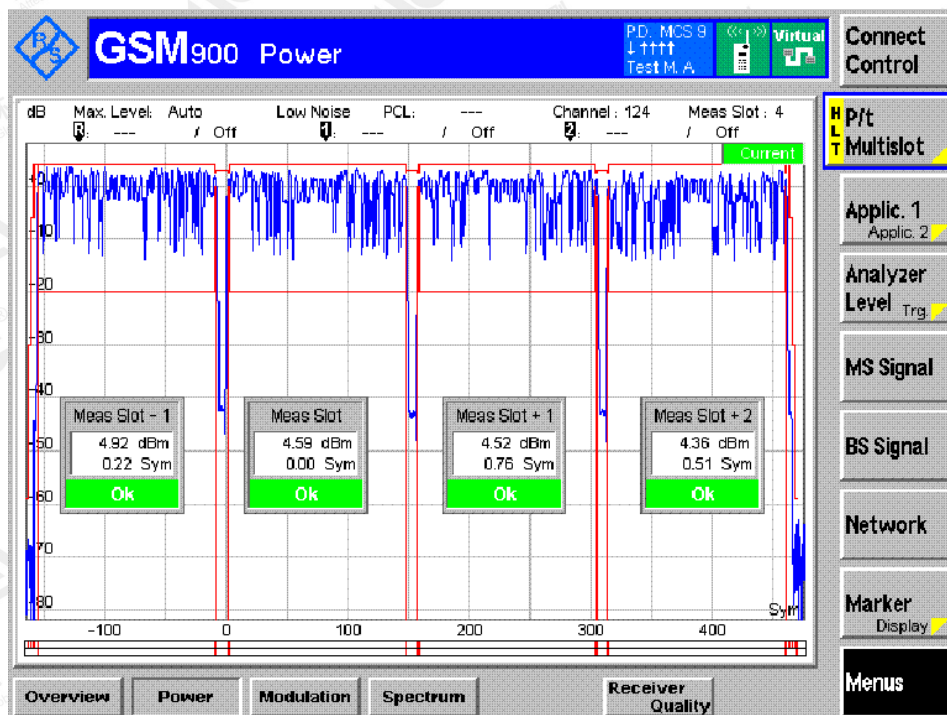 R S
GSM900 Power
P.D. MCS 9
↓↑↑↑↑
Test M. A.
Virtual
Connect
Control
dB Max. Level: Auto Low Noise PCL: --- Channel : 124 Meas Slot : 4
R: --- / Off 1: --- / Off 2: --- / Off
Current
HLT
P/t
Multislot
Applic. 1
Applic. 2
Analyzer
Level Trg.
MS Signal
BS Signal
Network
Marker
Display
Menus
+0
-10
-20
-30
-40
-50
-60
-70
-80
Meas Slot - 1
4.92 dBm
0.22 Sym
Ok
Meas Slot
4.59 dBm
0.00 Sym
Ok
Meas Slot + 1
4.52 dBm
0.76 Sym
Ok
Meas Slot + 2
4.36 dBm
0.51 Sym
Ok
Sym
-100 0 100 200 300 400
Overview Power Modulation Spectrum Receiver
Quality